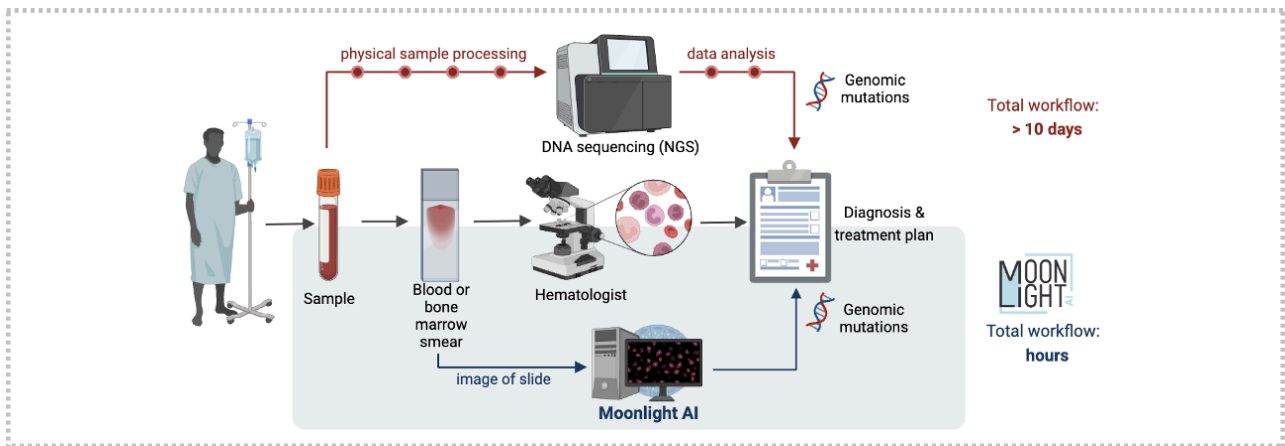 physical sample processing
data analysis
Genomic
mutations
Total workflow:
> 10 days
DNA sequencing (NGS)
Diagnosis &
treatment plan
Sample
Blood or
bone
marrow
smear
Hematologist
MOON
LIGHT AI
Genomic
mutations
Total workflow:
hours
image of slide
Moonlight AI